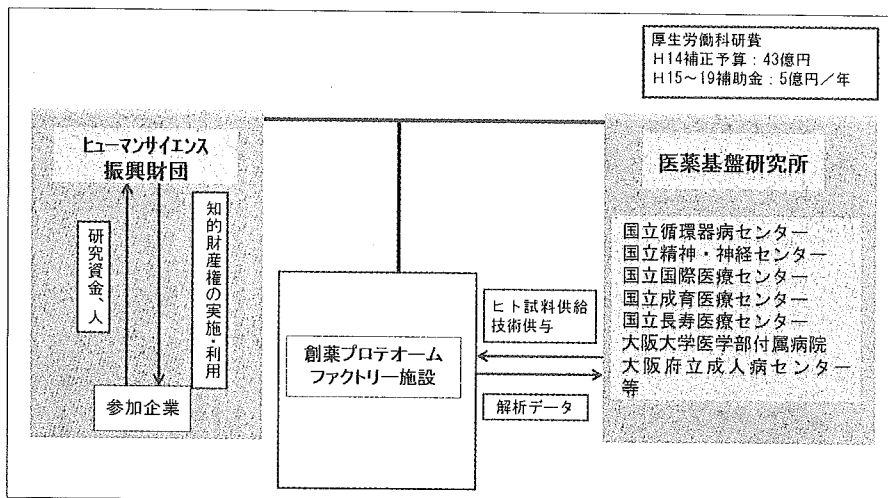 厚生労働科研費
H14補正予算：43億円
H15～19補助金：5億円／年
ヒューマンサイエンス
振興財団
研究資金、人
知的財産権の実施・利用
参加企業
創薬プロテオーム
ファクトリー施設
ヒト試料供給
技術供与
解析データ
医薬基盤研究所
国立循環器病センター
国立精神・神経センター
国立国際医療センター
国立成育医療センター
国立長寿医療センター
大阪大学医学部付属病院
大阪府立成人病センター
等